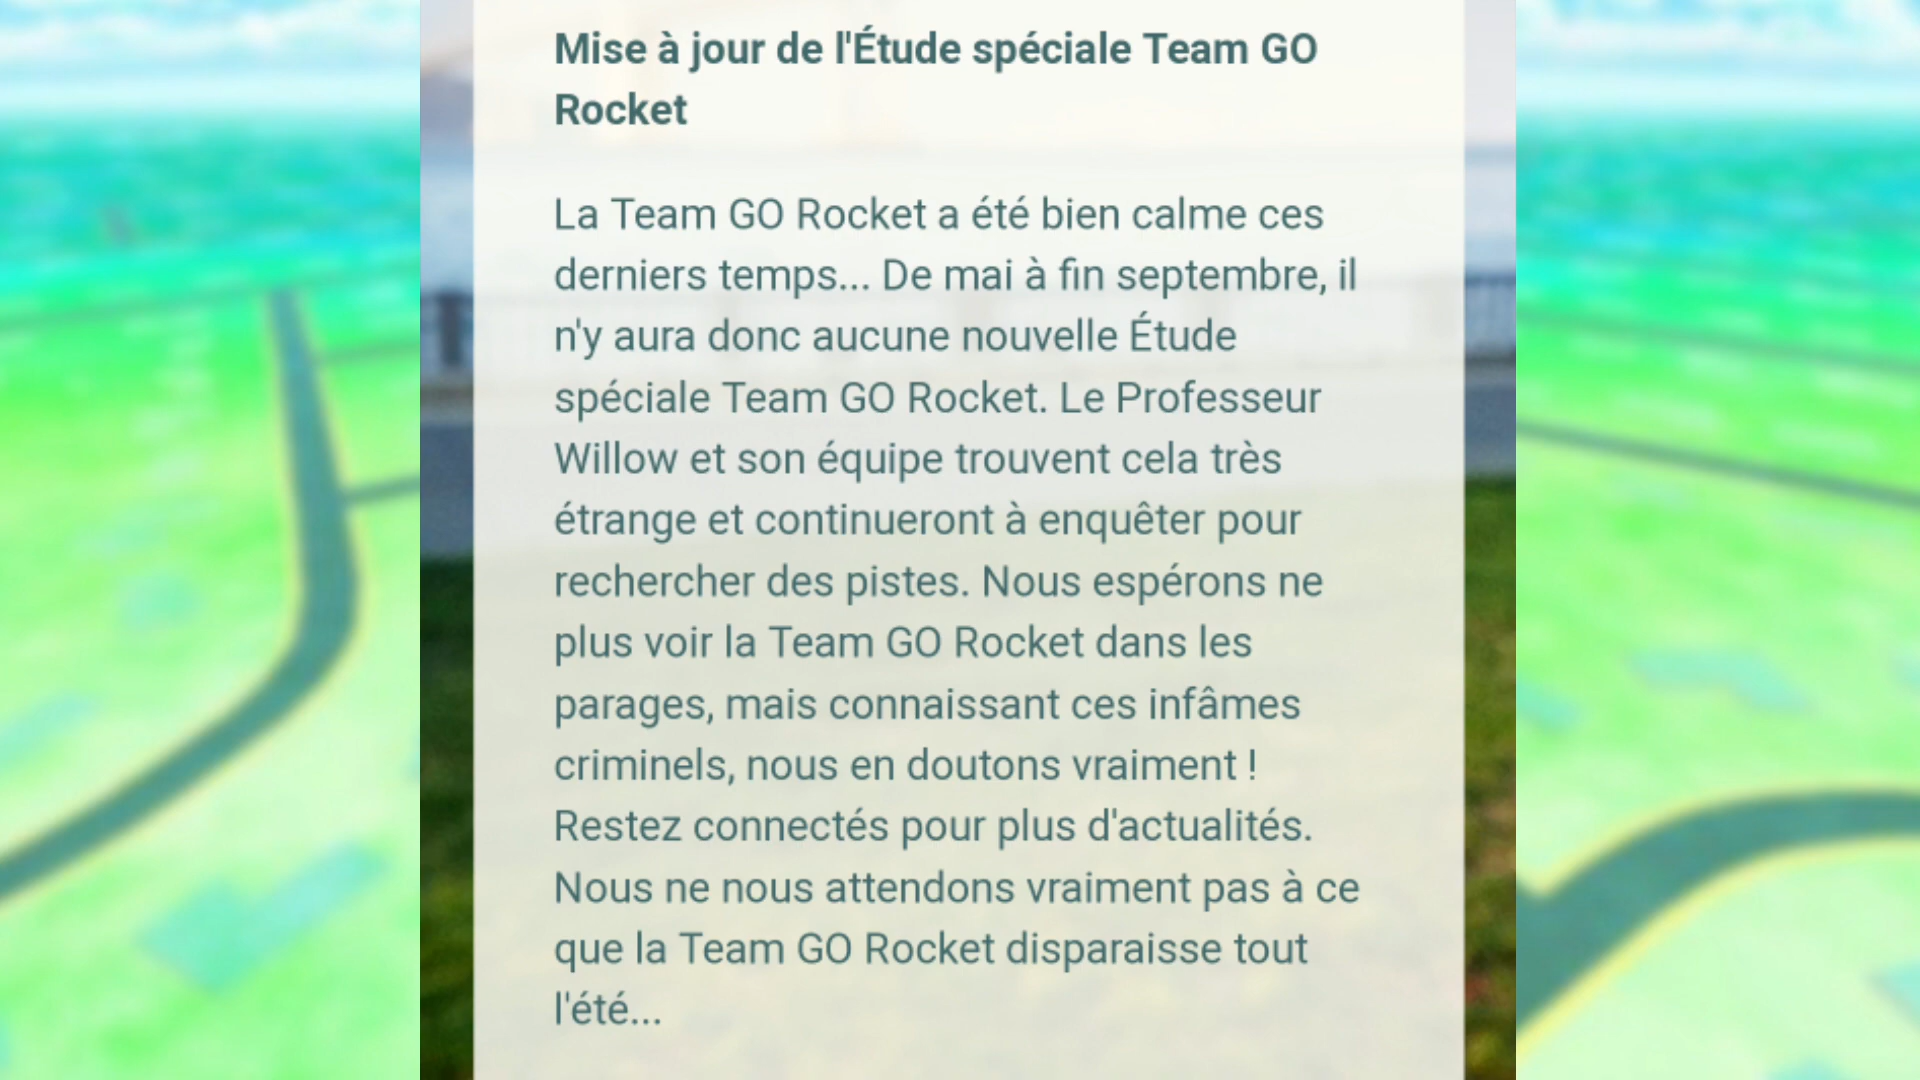 Mise à jour de l'Étude spéciale Team GO
Rocket
La Team GO Rocket a été bien calme ces
derniers temps... De mai à fin septembre, il
n'y aura donc aucune nouvelle Étude
spéciale Team GO Rocket. Le Professeur
Willow et son équipe trouvent cela très
étrange et continueront à enquêter pour
rechercher des pistes. Nous espérons ne
plus voir la Team GO Rocket dans les
parages, mais connaissant ces infâmes
criminels, nous en doutons vraiment !
Restez connectés pour plus d'actualités.
Nous ne nous attendons vraiment pas à ce
que la Team GO Rocket disparaisse tout
l'été...